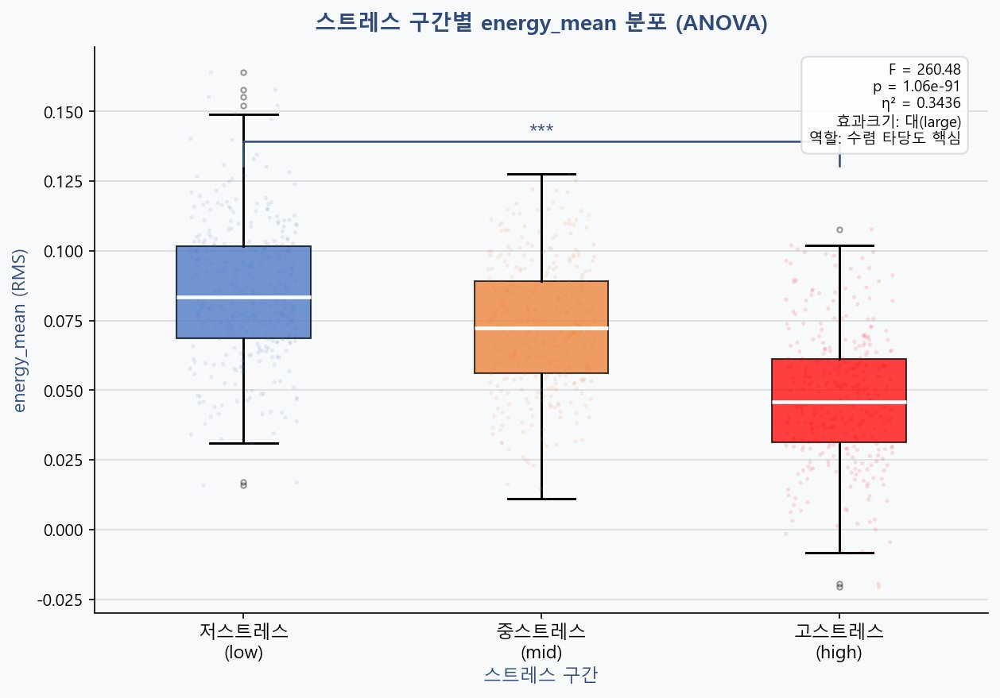 스트레스 구간별 energy_mean 분포 (ANOVA)
F = 260.48
p = 1.06e-91
η² = 0.3436
효과크기: 대(large)
역할: 수렴 타당도 핵심
***
energy_mean (RMS)
0.150
0.125
0.100
0.075
0.050
0.025
0.000
-0.025
저스트레스
(low)
중스트레스
(mid)
고스트레스
(high)
스트레스 구간